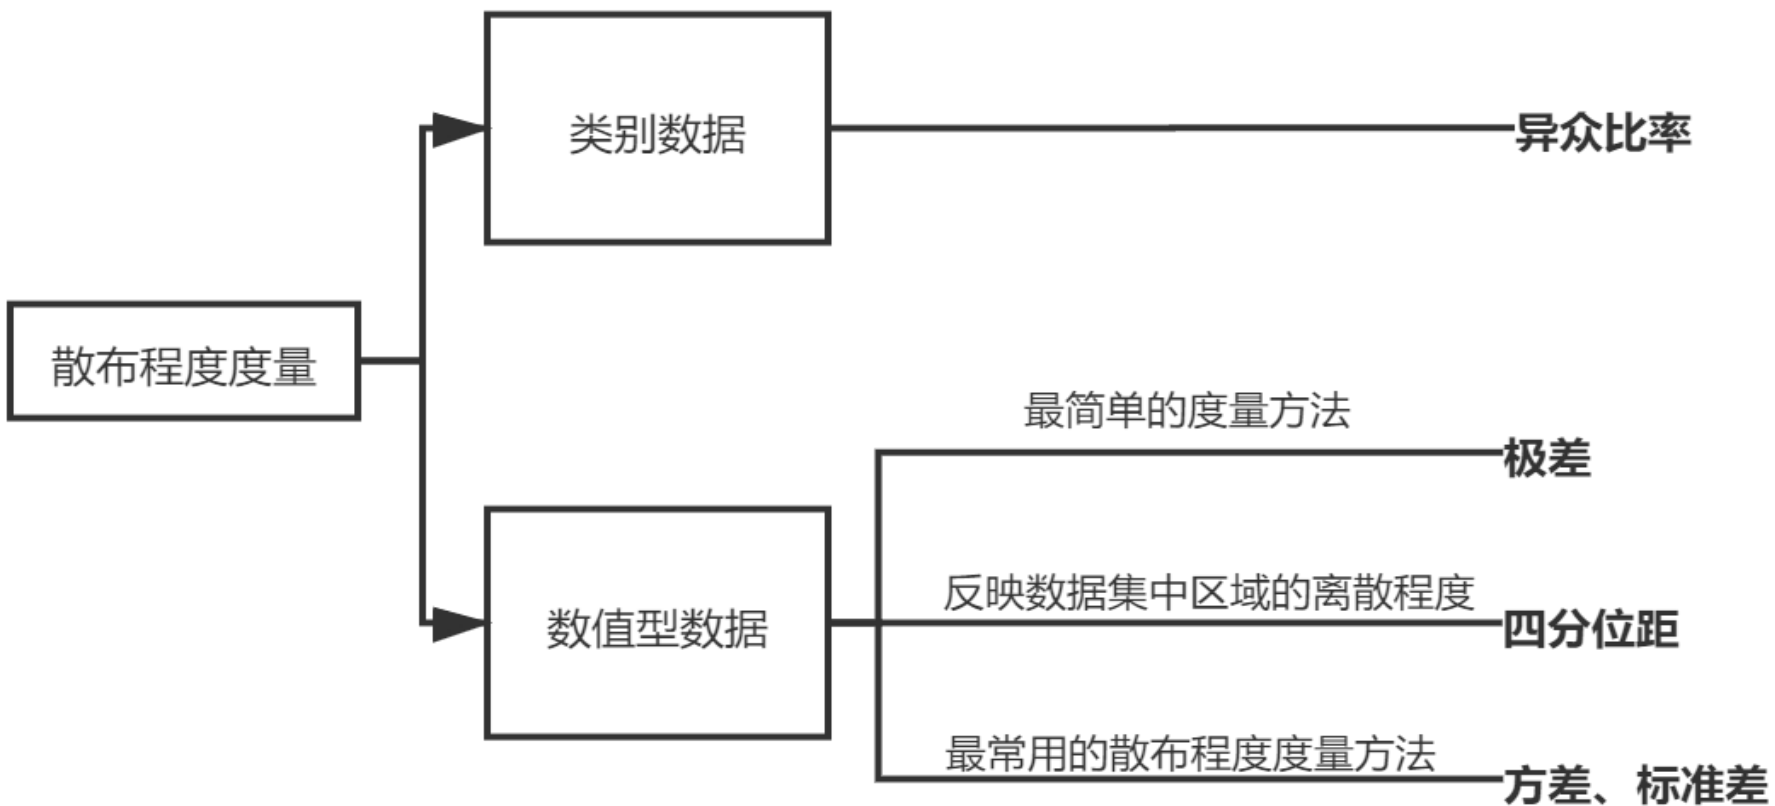 类别数据
异众比率
散布程度度量
最简单的度量方法
极差
反映数据集中区域的离散程度
数值型数据
四分位距
最常用的散布程度度量方法
方差、标准差